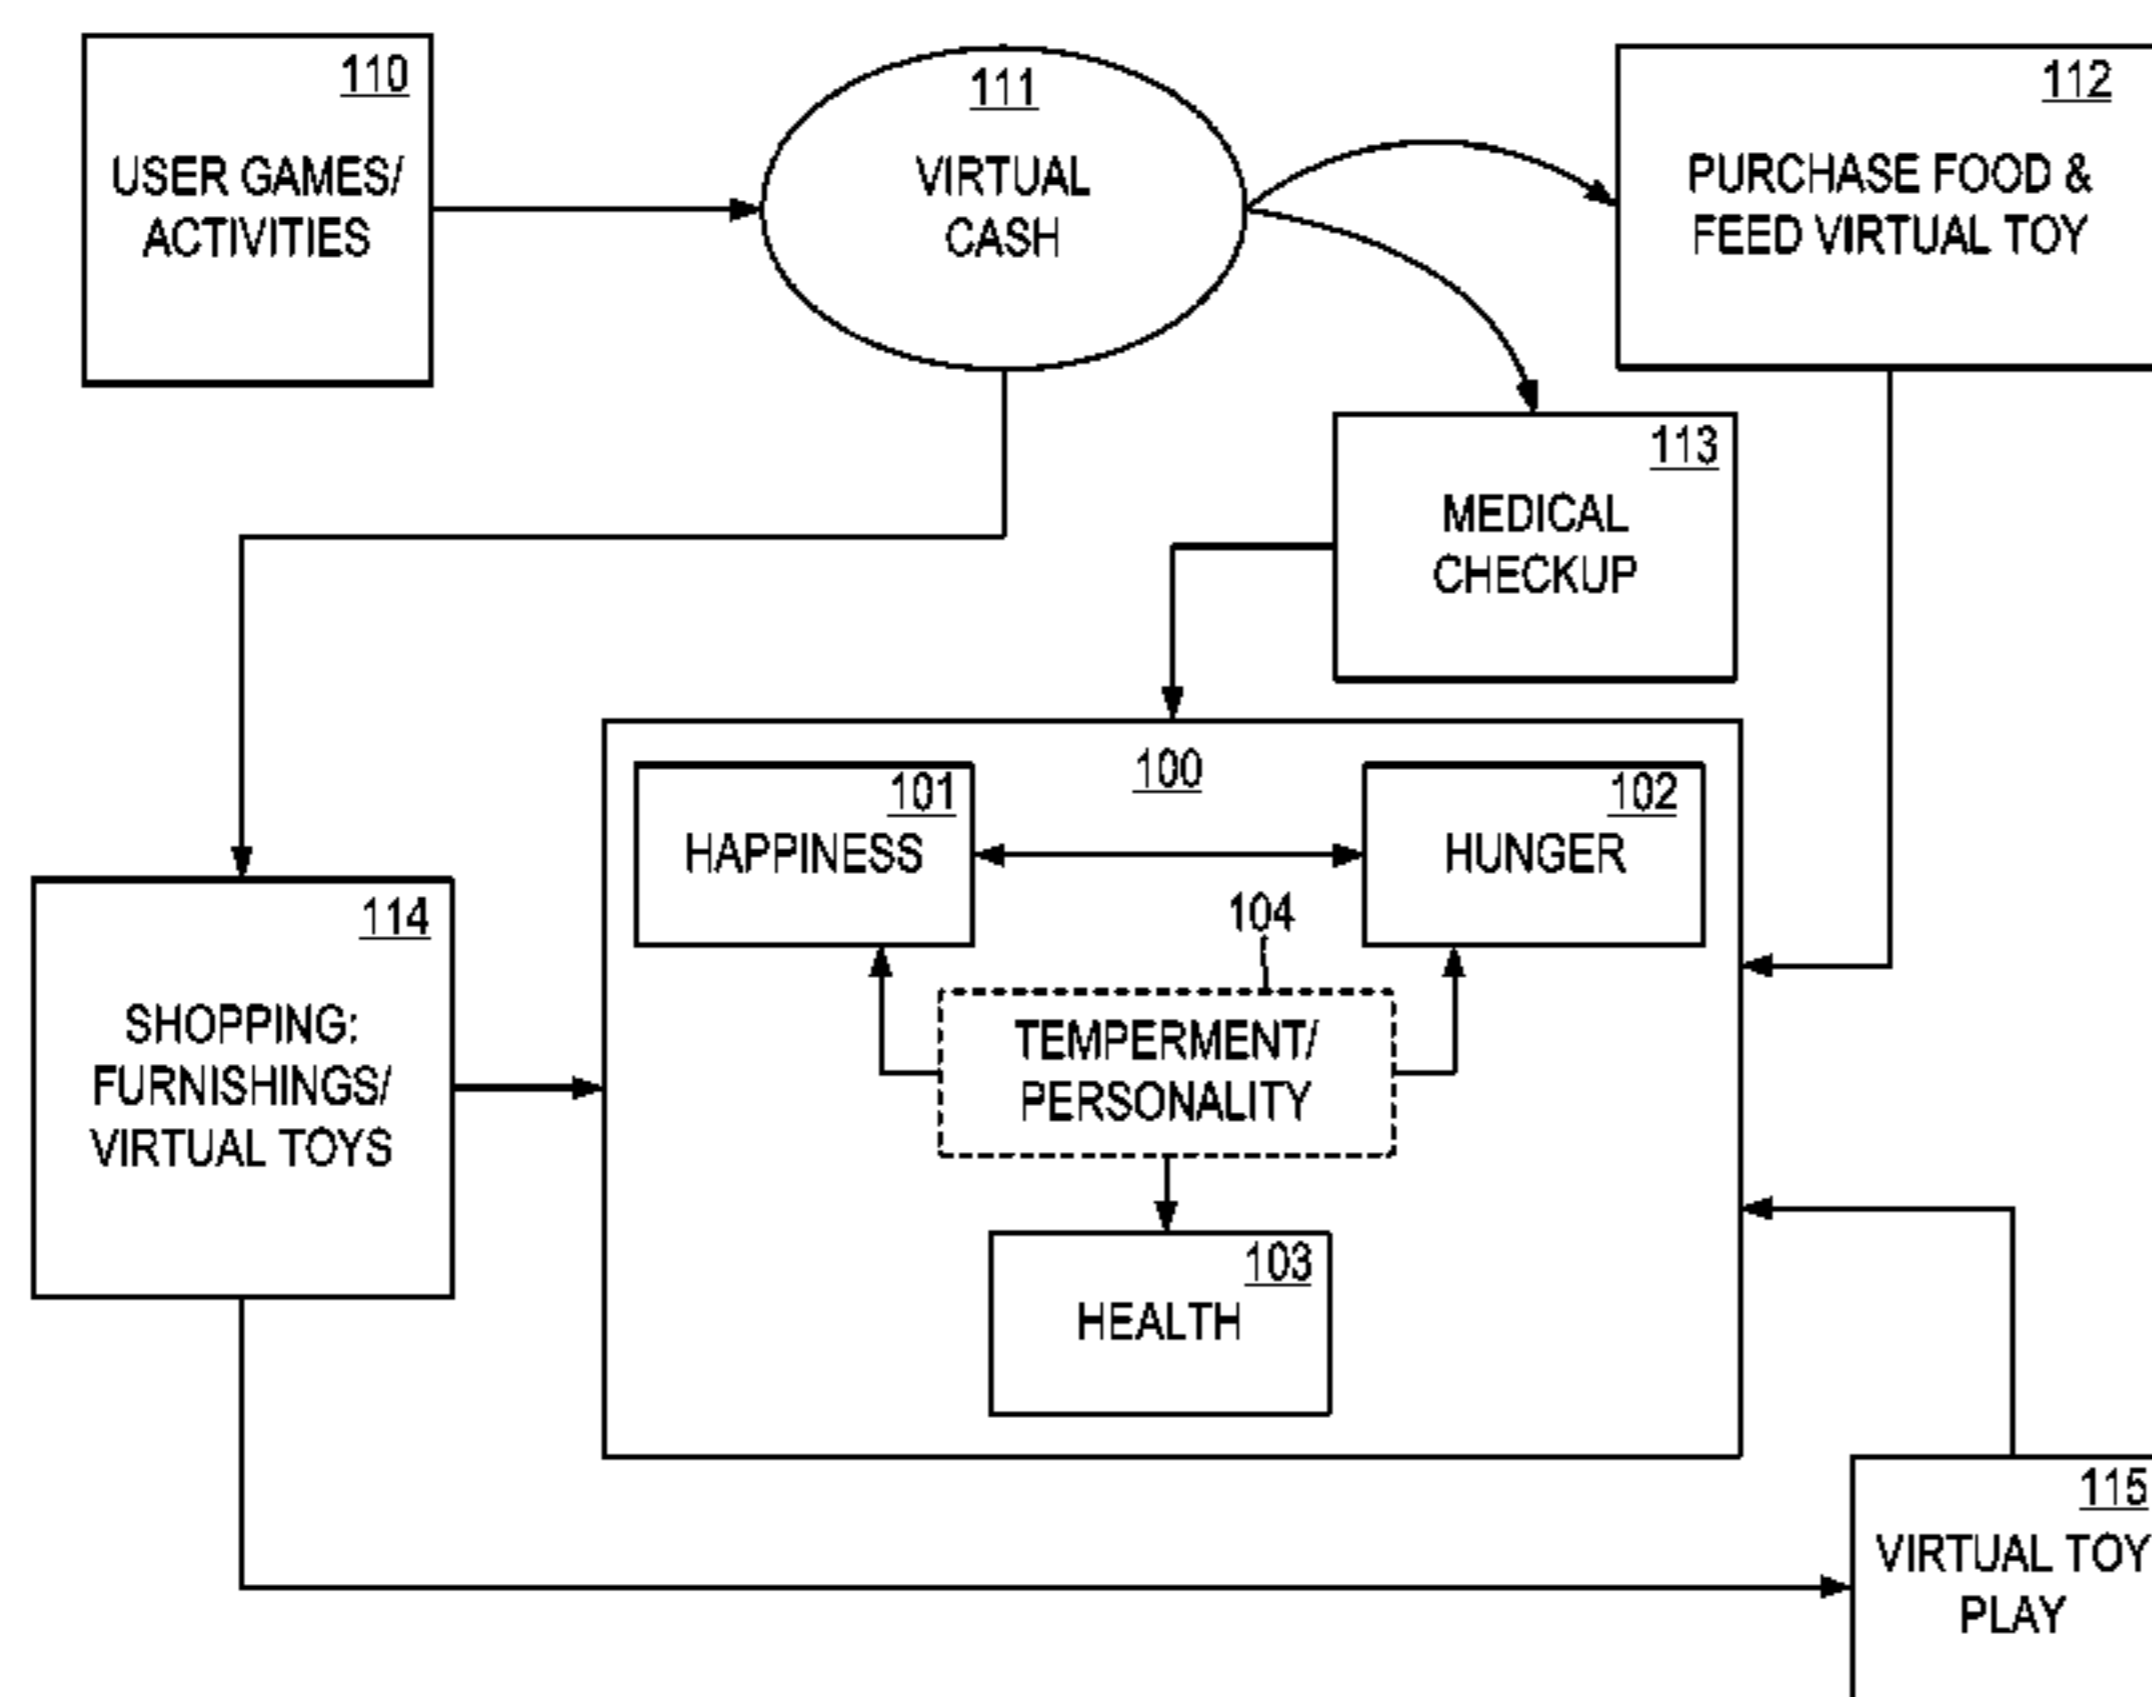 110
USER GAMES/
ACTIVITIES
111
VIRTUAL
CASH
112
PURCHASE FOOD &
FEED VIRTUAL TOY
113
MEDICAL
CHECKUP
100
101
HAPPINESS
102
HUNGER
104
TEMPERMENT/
PERSONALITY
103
HEALTH
114
SHOPPING:
FURNISHINGS/
VIRTUAL TOYS
115
VIRTUAL TOY
PLAY